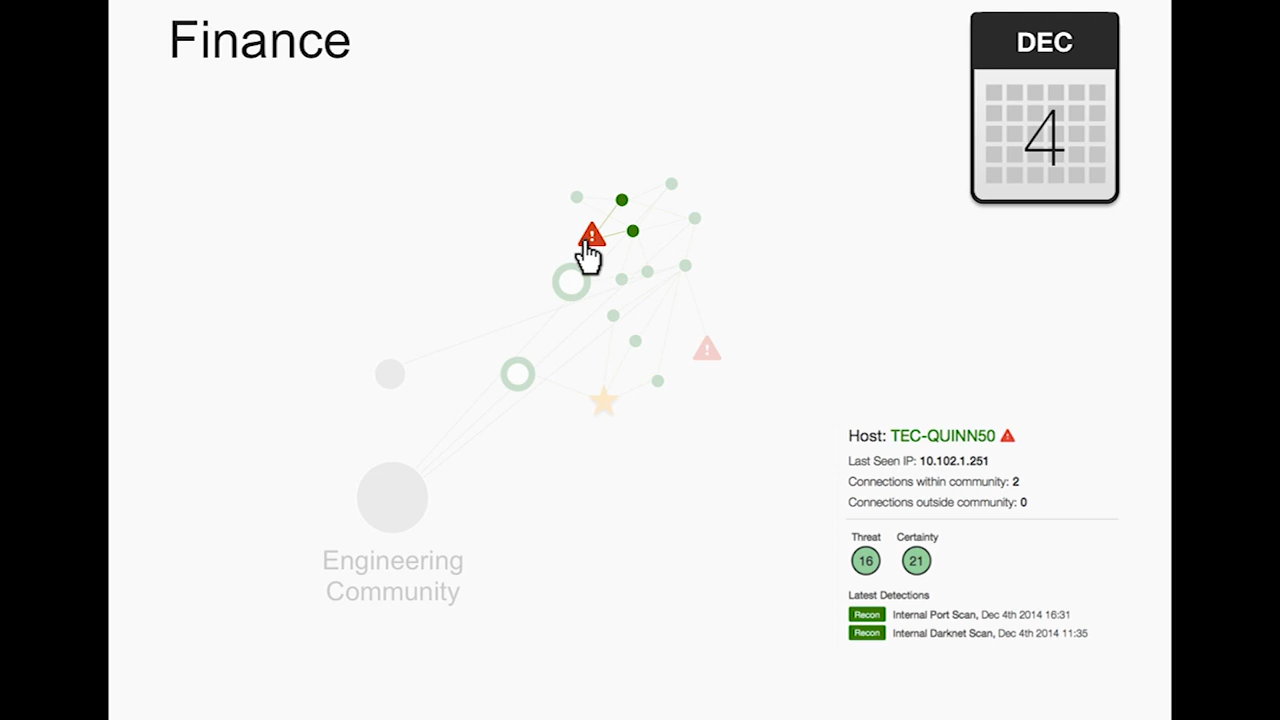 Finance
DEC
4
Engineering
Community
Host: TEC-QUINN50
Last Seen IP: 10.102.1.251
Connections within community: 2
Connections outside community: 0
Threat Certainty
16 21
Latest Detections
Recon Internal Port Scan, Dec 4th 2014 16:31
Recon Internal Darknet Scan, Dec 4th 2014 11:35